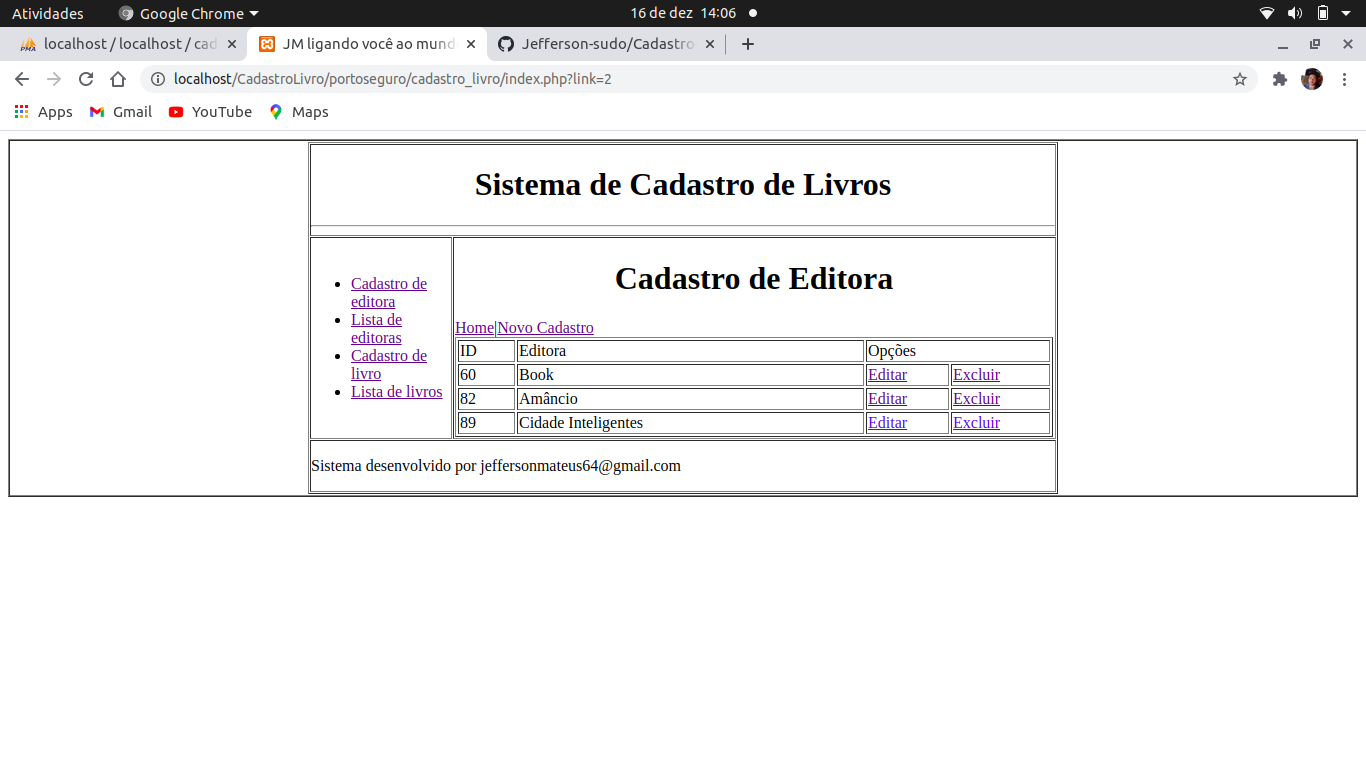 Atividades Google Chrome 16 de dez 14:06
localhost / localhost / cad JM ligando você ao mund Jefferson-sudo/Cadastro
localhost/CadastroLivro/portoseguro/cadastro_livro/index.php?link=2
Apps Gmail YouTube Maps
Sistema de Cadastro de Livros
Cadastro de editora
Lista de editoras
Cadastro de livro
Lista de livros
Cadastro de Editora
Home|Novo Cadastro
ID Editora Opções
60 Book Editar Excluir
82 Amâncio Editar Excluir
89 Cidade Inteligentes Editar Excluir
Sistema desenvolvido por jeffersonmateus64@gmail.com